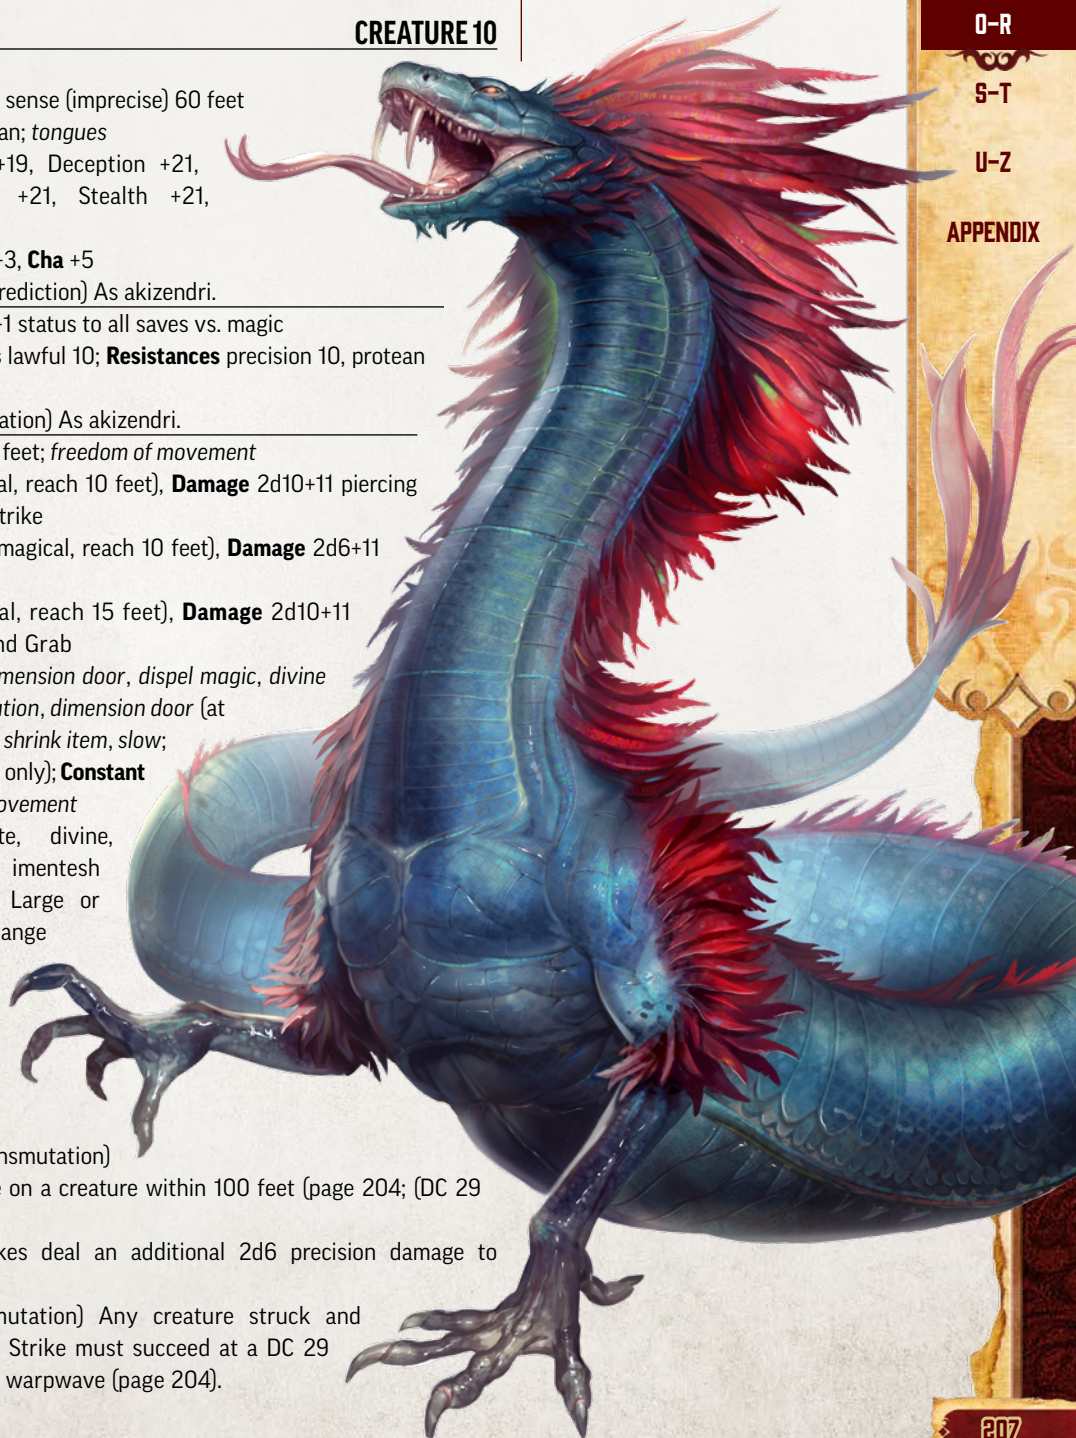 CREATURE 10
sense (imprecise) 60 feet
an; tongues
+19, Deception +21,
+21, Stealth +21,
+3, Cha +5
rediction) As akizendri.
+1 status to all saves vs. magic
s lawful 10; Resistances precision 10, protean
ation) As akizendri.
feet; freedom of movement
al, reach 10 feet), Damage 2d10+11 piercing
trike
magical, reach 10 feet), Damage 2d6+11
al, reach 15 feet), Damage 2d10+11
nd Grab
mension door, dispel magic, divine
ation, dimension door (at
shrink item, slow;
only); Constant
ovement
te, divine,
imentesh
Large or
ange
nsmutation)
e on a creature within 100 feet (page 204; (DC 29
kes deal an additional 2d6 precision damage to
mutation) Any creature struck and
Strike must succeed at a DC 29
warpwave (page 204).
O–R
S–T
U–Z
APPENDIX
207